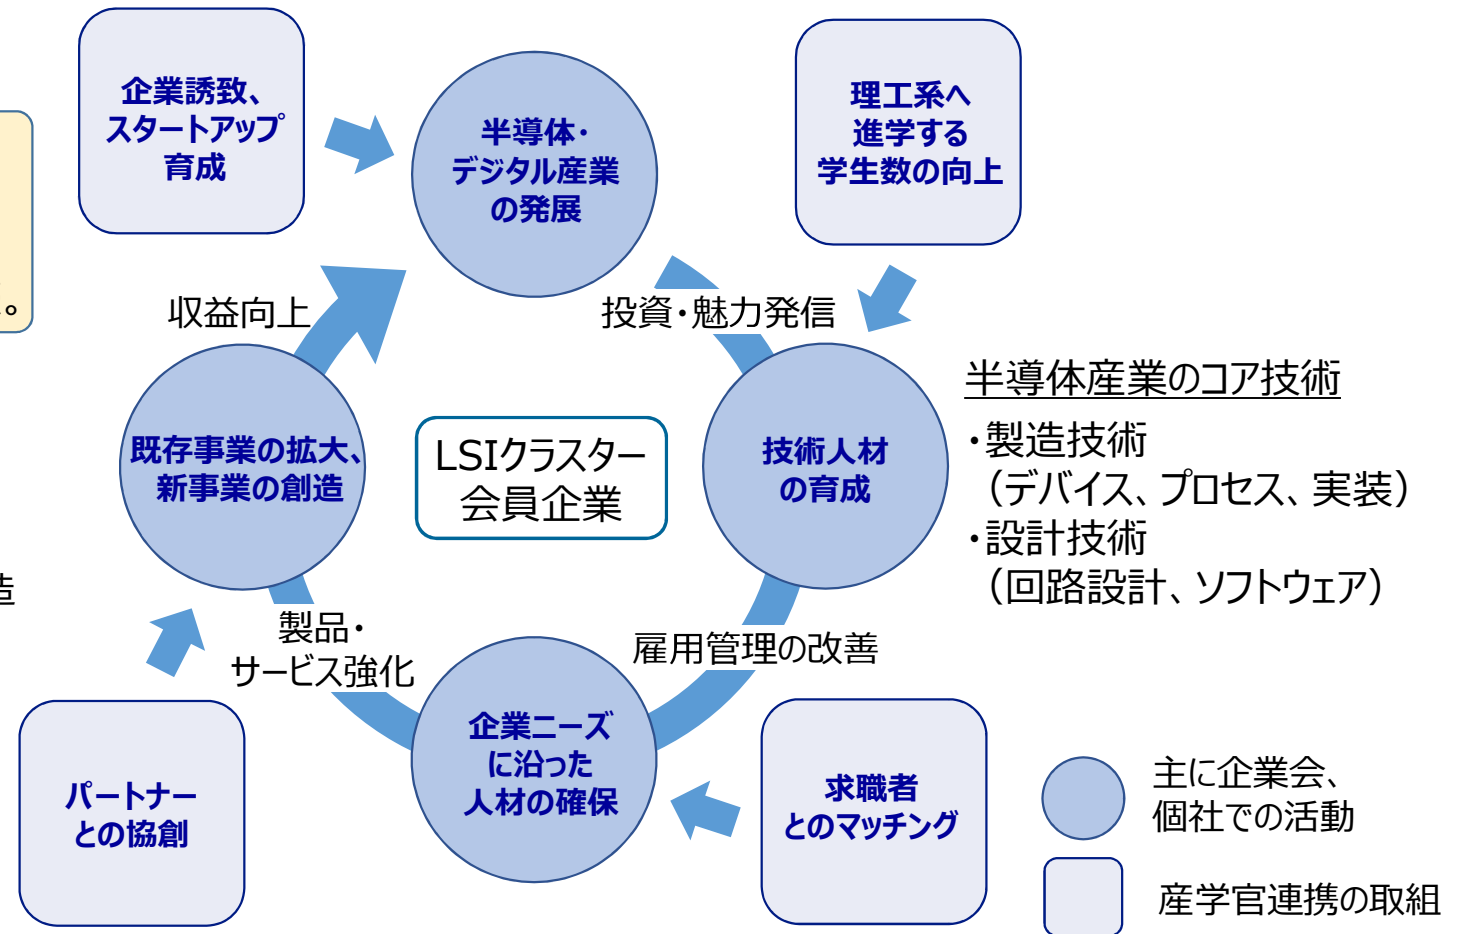 企業誘致、
スタートアップ
育成
半導体・
デジタル産業
の発展
理工系へ
進学する
学生数の向上
。
収益向上
投資・魅力発信
既存事業の拡大、
新事業の創造
LSIクラスター
会員企業
技術人材
の育成
半導体産業のコア技術
・製造技術
（デバイス、プロセス、実装）
・設計技術
（回路設計、ソフトウェア）
造
製品・
サービス強化
雇用管理の改善
企業ニーズ
に沿った
人材の確保
パートナー
との協創
求職者
とのマッチング
主に企業会、
個社での活動
産学官連携の取組